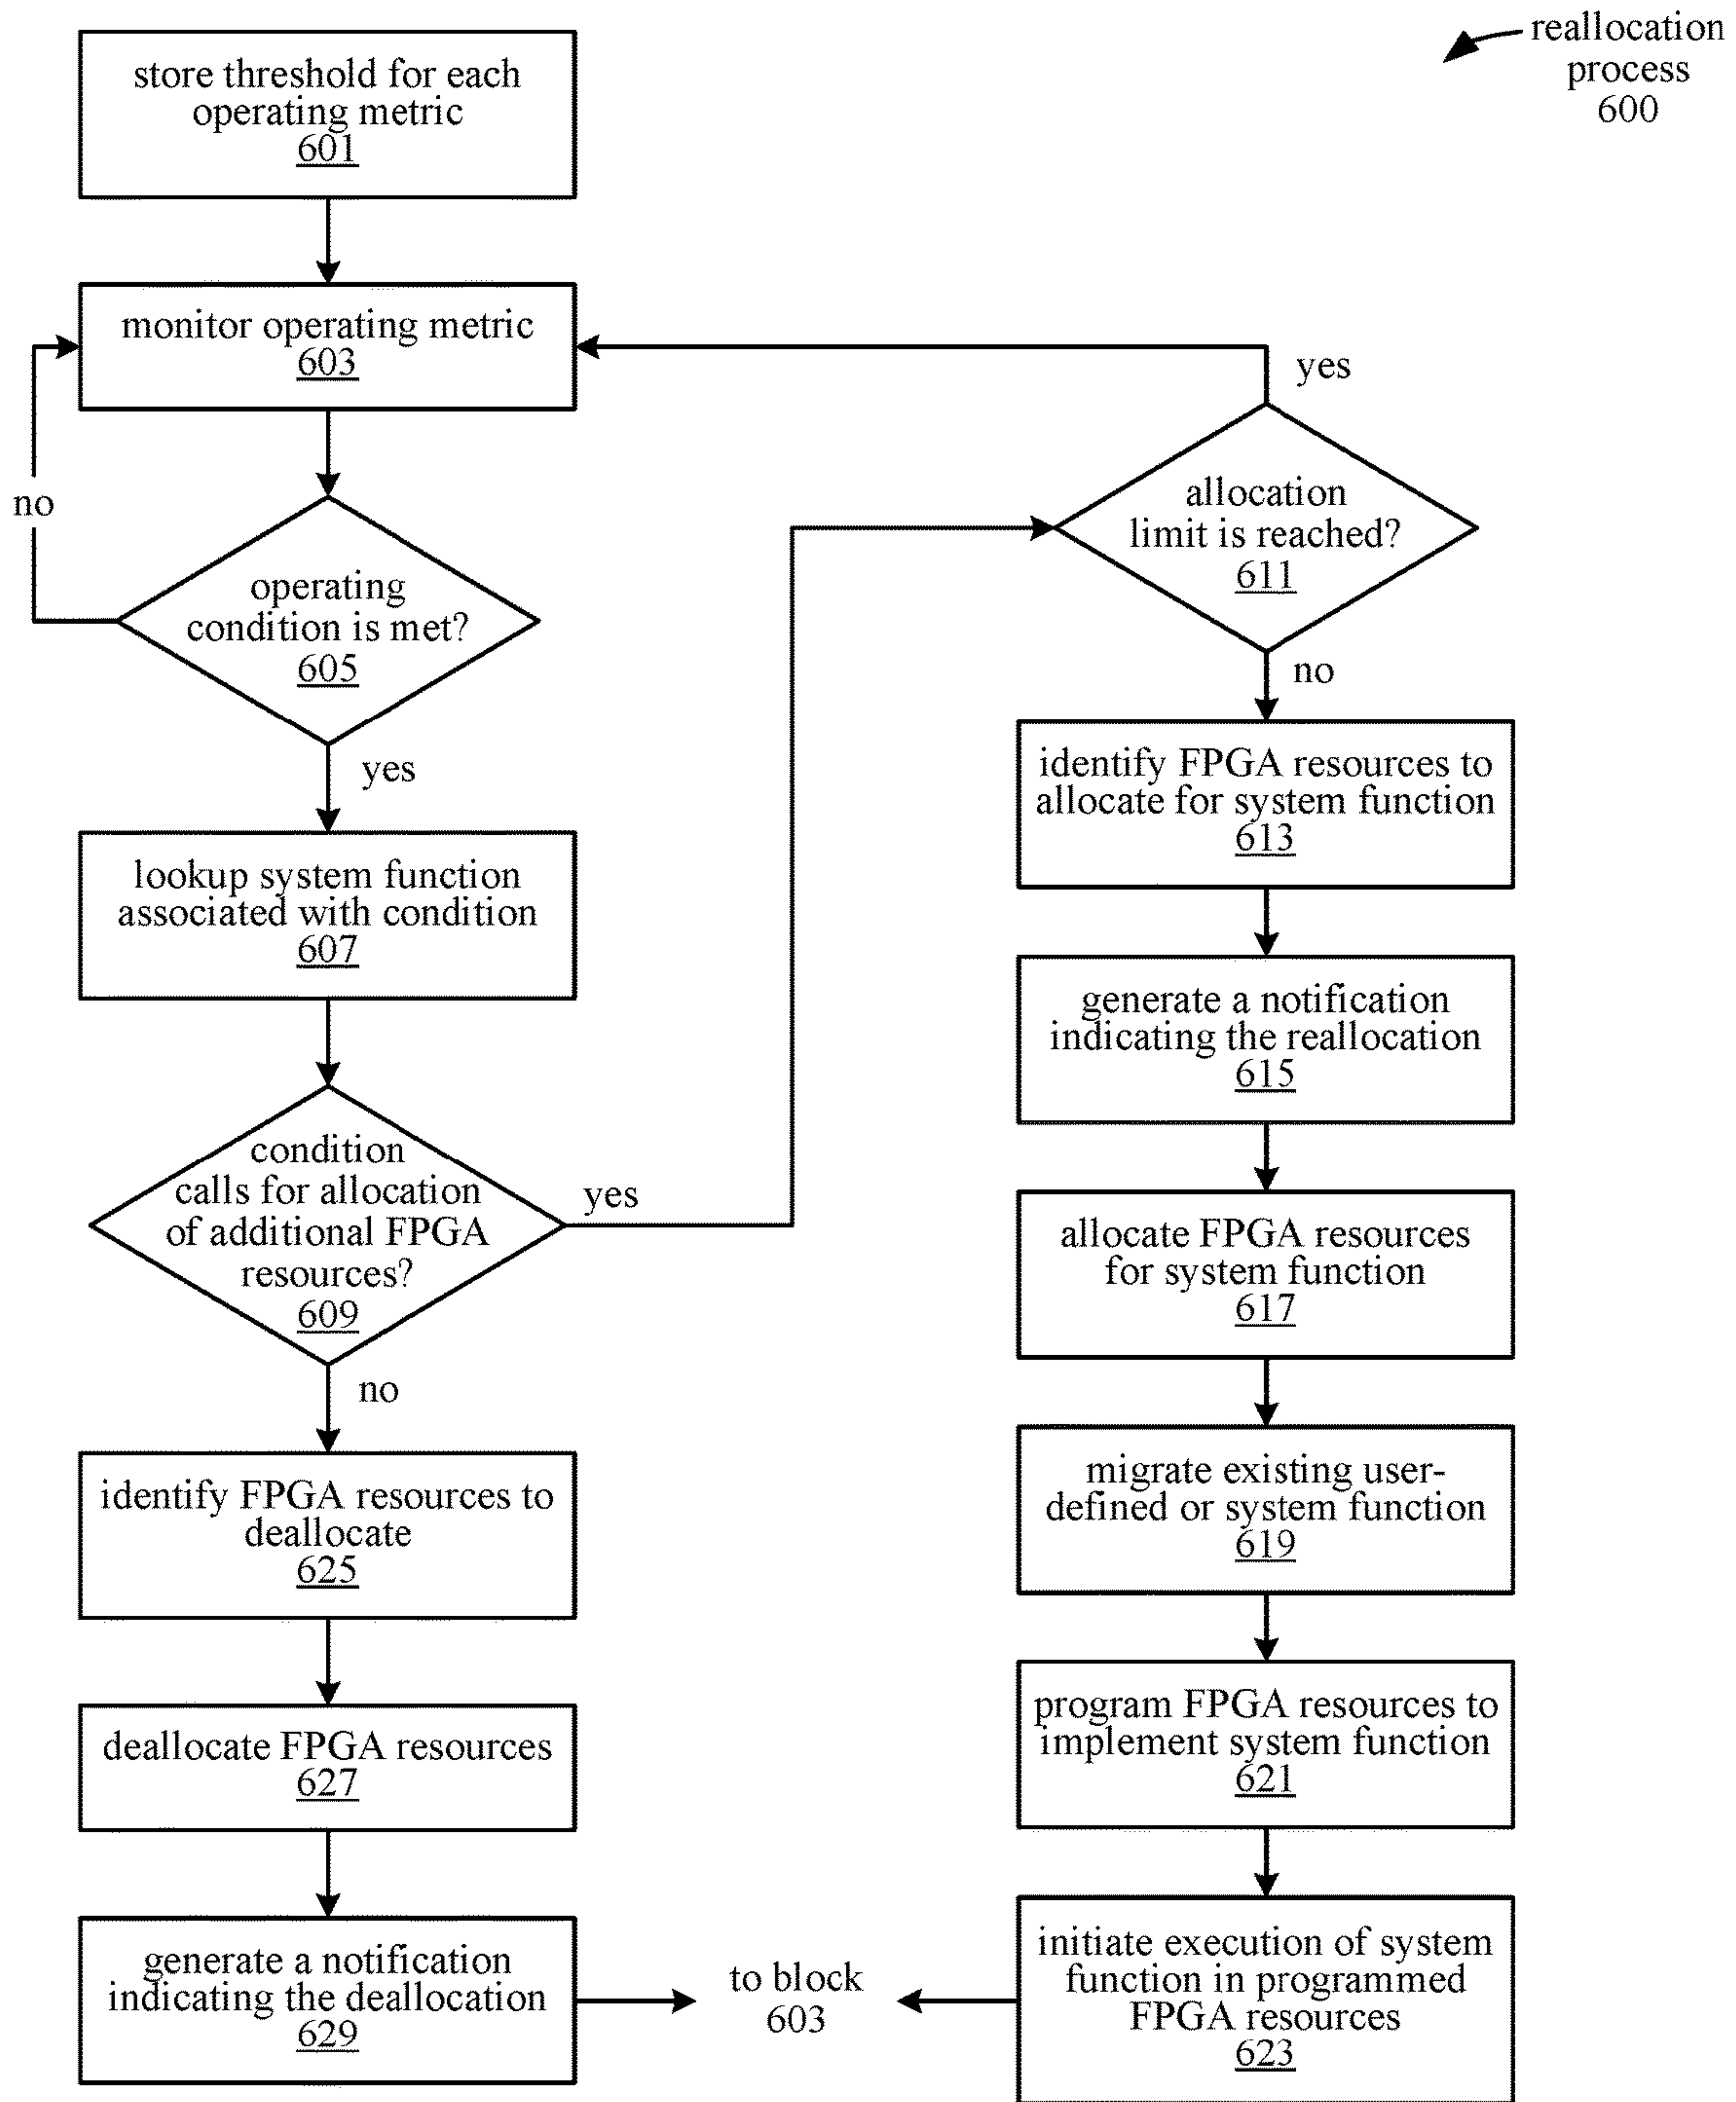 reallocation
process
600
store threshold for each
operating metric
601
monitor operating metric
603
no
operating
condition is met?
605
yes
lookup system function
associated with condition
607
condition
calls for allocation
of additional FPGA
resources?
609
yes
no
identify FPGA resources to
deallocate
625
deallocate FPGA resources
627
generate a notification
indicating the deallocation
629
to block
603
yes
allocation
limit is reached?
611
no
identify FPGA resources to
allocate for system function
613
generate a notification
indicating the reallocation
615
allocate FPGA resources
for system function
617
migrate existing user-
defined or system function
619
program FPGA resources to
implement system function
621
initiate execution of system
function in programmed
FPGA resources
623